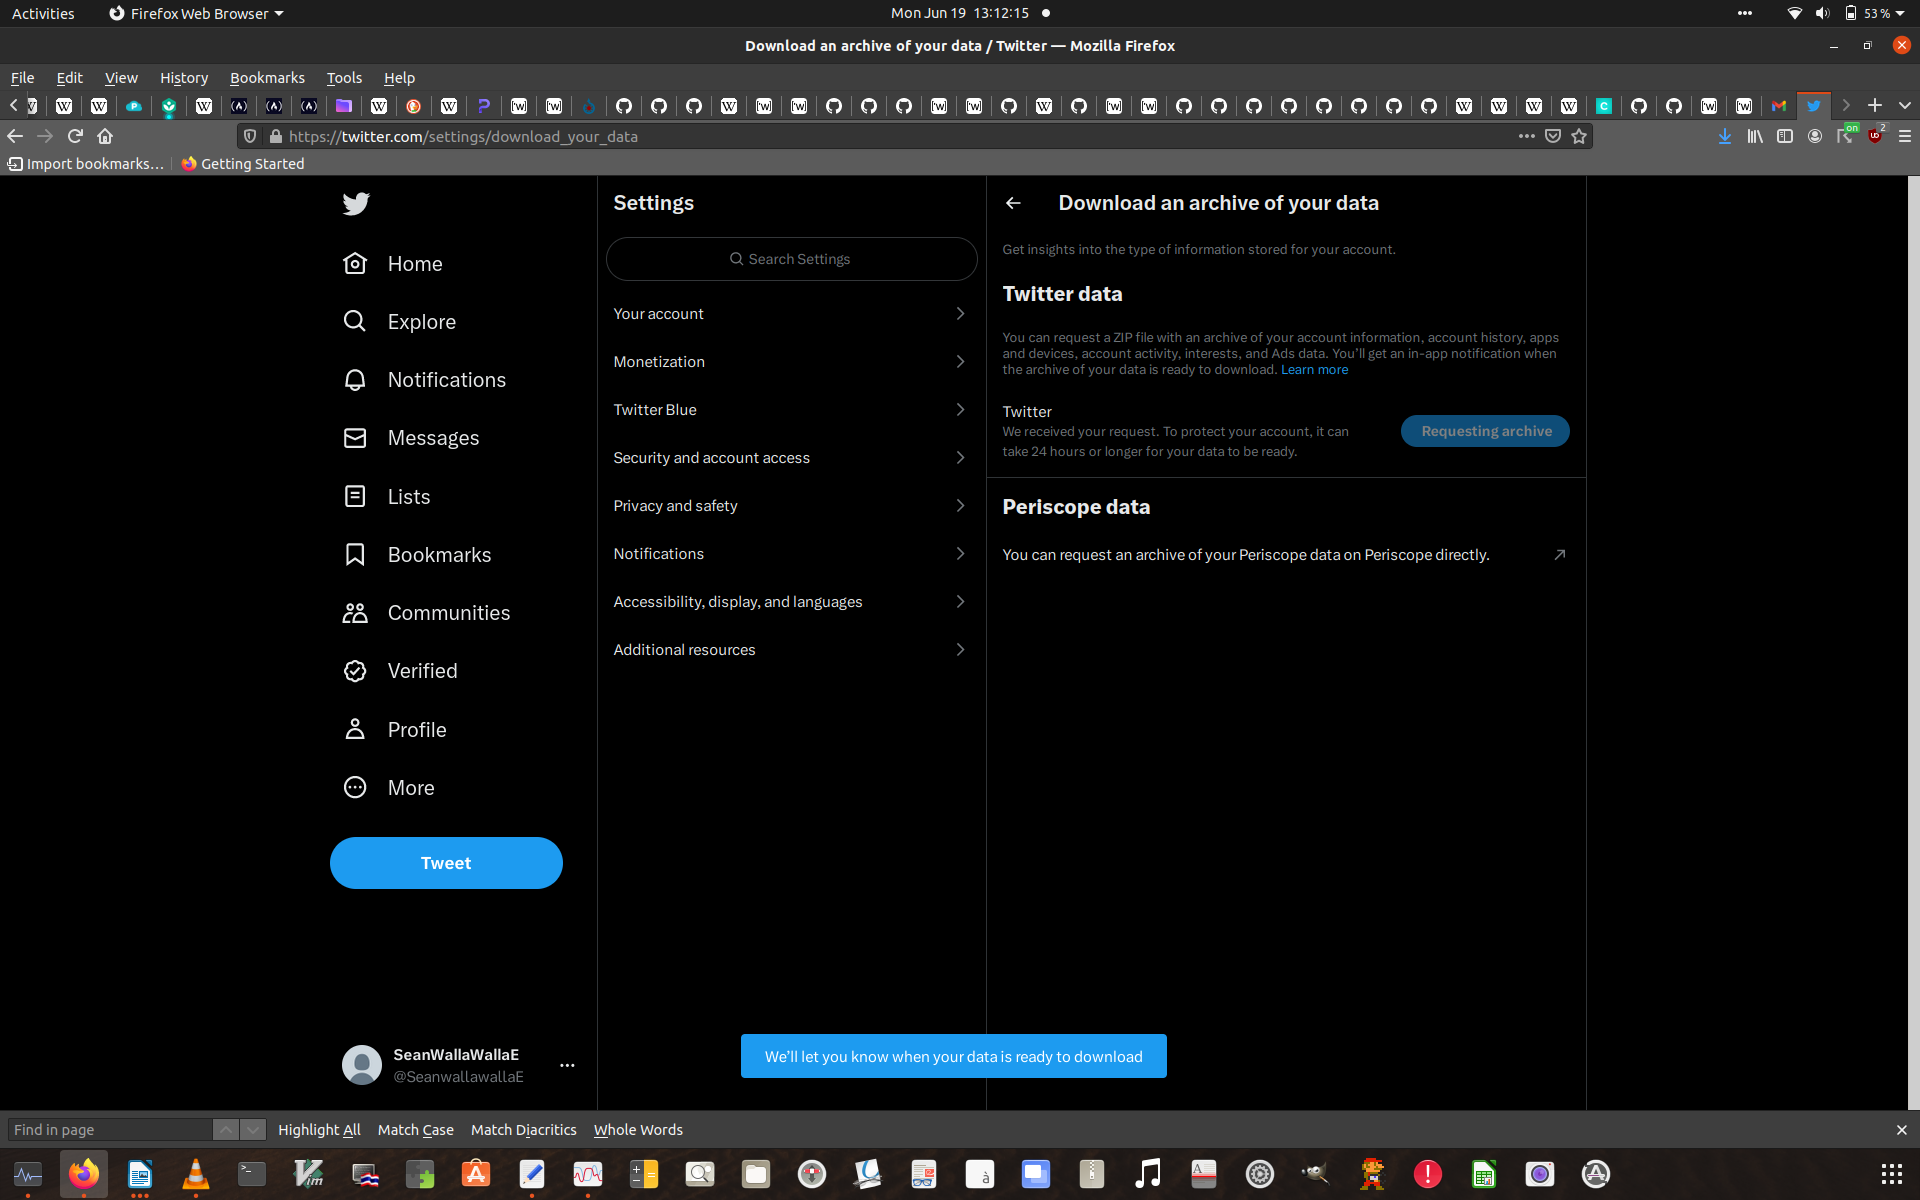 Activities
Firefox Web Browser
Mon Jun 19 13:12:15
53 %
Download an archive of your data / Twitter — Mozilla Firefox
File Edit View History Bookmarks Tools Help
https://twitter.com/settings/download_your_data
on
2
Import bookmarks...
Getting Started
Home
Explore
Notifications
Messages
Lists
Bookmarks
Communities
Verified
Profile
More
Tweet
SeanWallaWallaE
@SeanwallawallaE
Settings
Search Settings
Your account
Monetization
Twitter Blue
Security and account access
Privacy and safety
Notifications
Accessibility, display, and languages
Additional resources
Download an archive of your data
Get insights into the type of information stored for your account.
Twitter data
You can request a ZIP file with an archive of your account information, account history, apps
and devices, account activity, interests, and Ads data. You'll get an in-app notification when
the archive of your data is ready to download. Learn more
Twitter
We received your request. To protect your account, it can
take 24 hours or longer for your data to be ready.
Requesting archive
Periscope data
You can request an archive of your Periscope data on Periscope directly.
We'll let you know when your data is ready to download
Find in page
Highlight All
Match Case
Match Diacritics
Whole Words